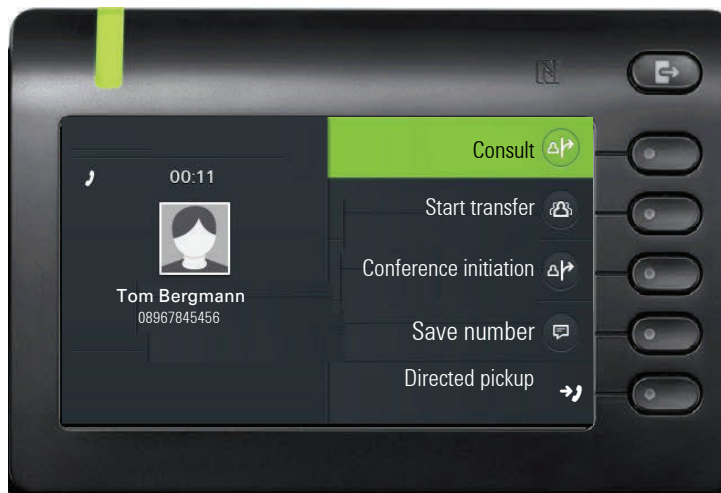 00:11
Tom Bergmann
08967845456
Consult
Start transfer
Conference initiation
Save number
Directed pickup